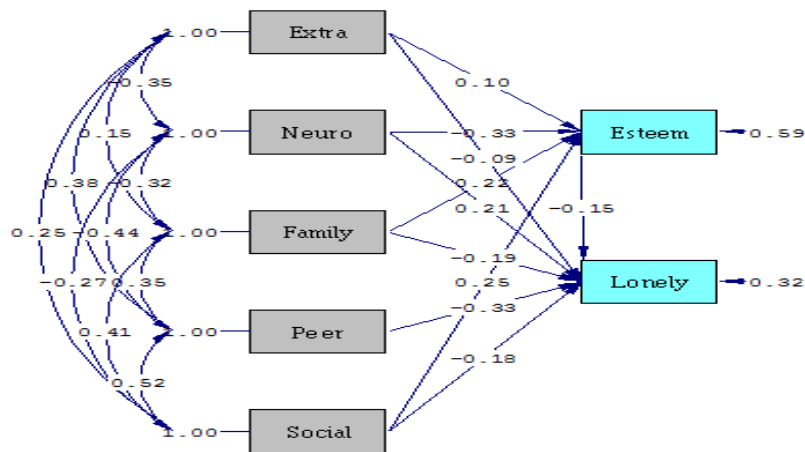 1.00 Extra
-0.35 0.10
1.00 Neuro -0.33 Esteem 0.59
0.15 -0.09
0.38 -0.32 0.22
0.21 -0.15
0.25 -0.44 1.00 Family
-0.19
-0.27 0.35 0.25 Lonely 0.32
-0.33
0.41 1.00 Peer
-0.18
0.52
1.00 Social